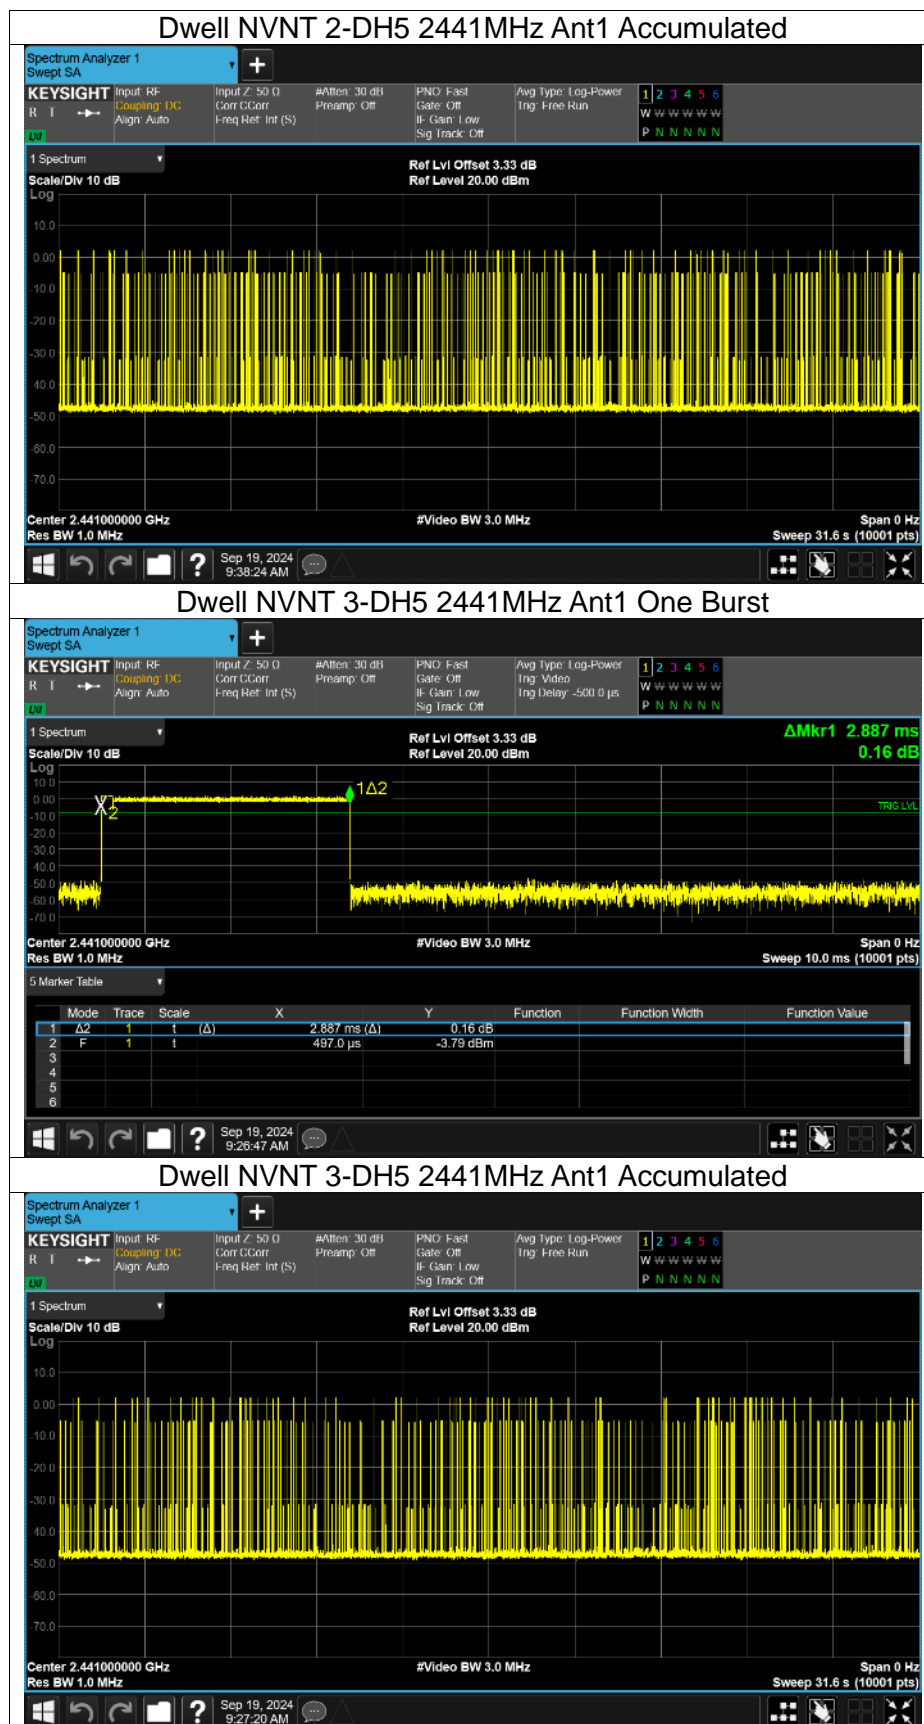 Dwell NVNT 2-DH5 2441MHz Ant1 Accumulated
Spectrum Analyzer 1
Swept SA
KEYSIGHT Input: RF Input Z: 50 Ω #Atten: 30 dB PNO: Fast Avg Type: Log-Power 1 2 3 4 5 6
R T Coupling: DC Corr CCorr Preamp: Off Gate: Off Trig: Free Run W W W W W W
Align: Auto Freq Ref: Int (S) IF Gain: Low
LXI Sig Track: Off P N N N N N
1 Spectrum Ref Lvl Offset 3.33 dB
Scale/Div 10 dB Ref Level 20.00 dBm
Log
10.0
0.00
-10.0
-20.0
-30.0
-40.0
-50.0
-60.0
-70.0
Center 2.441000000 GHz #Video BW 3.0 MHz Span 0 Hz
Res BW 1.0 MHz Sweep 31.6 s (10001 pts)
? Sep 19, 2024
9:38:24 AM
Dwell NVNT 3-DH5 2441MHz Ant1 One Burst
Spectrum Analyzer 1
Swept SA
KEYSIGHT Input: RF Input Z: 50 Ω #Atten: 30 dB PNO: Fast Avg Type: Log-Power 1 2 3 4 5 6
R T Coupling: DC Corr CCorr Preamp: Off Gate: Off Trig: Video W W W W W W
Align: Auto Freq Ref: Int (S) IF Gain: Low Trig Delay: -500.0 µs
LXI Sig Track: Off P N N N N N
1 Spectrum Ref Lvl Offset 3.33 dB ΔMkr1 2.887 ms
Scale/Div 10 dB Ref Level 20.00 dBm 0.16 dB
Log
10.0
0.00
-10.0
-20.0
-30.0
-40.0
-50.0
-60.0
-70.0
X2
1Δ2
TRIG LVL
Center 2.441000000 GHz #Video BW 3.0 MHz Span 0 Hz
Res BW 1.0 MHz Sweep 10.0 ms (10001 pts)
5 Marker Table
Mode Trace Scale X Y Function Function Width Function Value
1 Δ2 1 t (Δ) 2.887 ms (Δ) 0.16 dB
2 F 1 t 497.0 µs -3.79 dBm
3
4
5
6
? Sep 19, 2024
9:26:47 AM
Dwell NVNT 3-DH5 2441MHz Ant1 Accumulated
Spectrum Analyzer 1
Swept SA
KEYSIGHT Input: RF Input Z: 50 Ω #Atten: 30 dB PNO: Fast Avg Type: Log-Power 1 2 3 4 5 6
R T Coupling: DC Corr CCorr Preamp: Off Gate: Off Trig: Free Run W W W W W W
Align: Auto Freq Ref: Int (S) IF Gain: Low
LXI Sig Track: Off P N N N N N
1 Spectrum Ref Lvl Offset 3.33 dB
Scale/Div 10 dB Ref Level 20.00 dBm
Log
10.0
0.00
-10.0
-20.0
-30.0
-40.0
-50.0
-60.0
-70.0
Center 2.441000000 GHz #Video BW 3.0 MHz Span 0 Hz
Res BW 1.0 MHz Sweep 31.6 s (10001 pts)
? Sep 19, 2024
9:27:20 AM